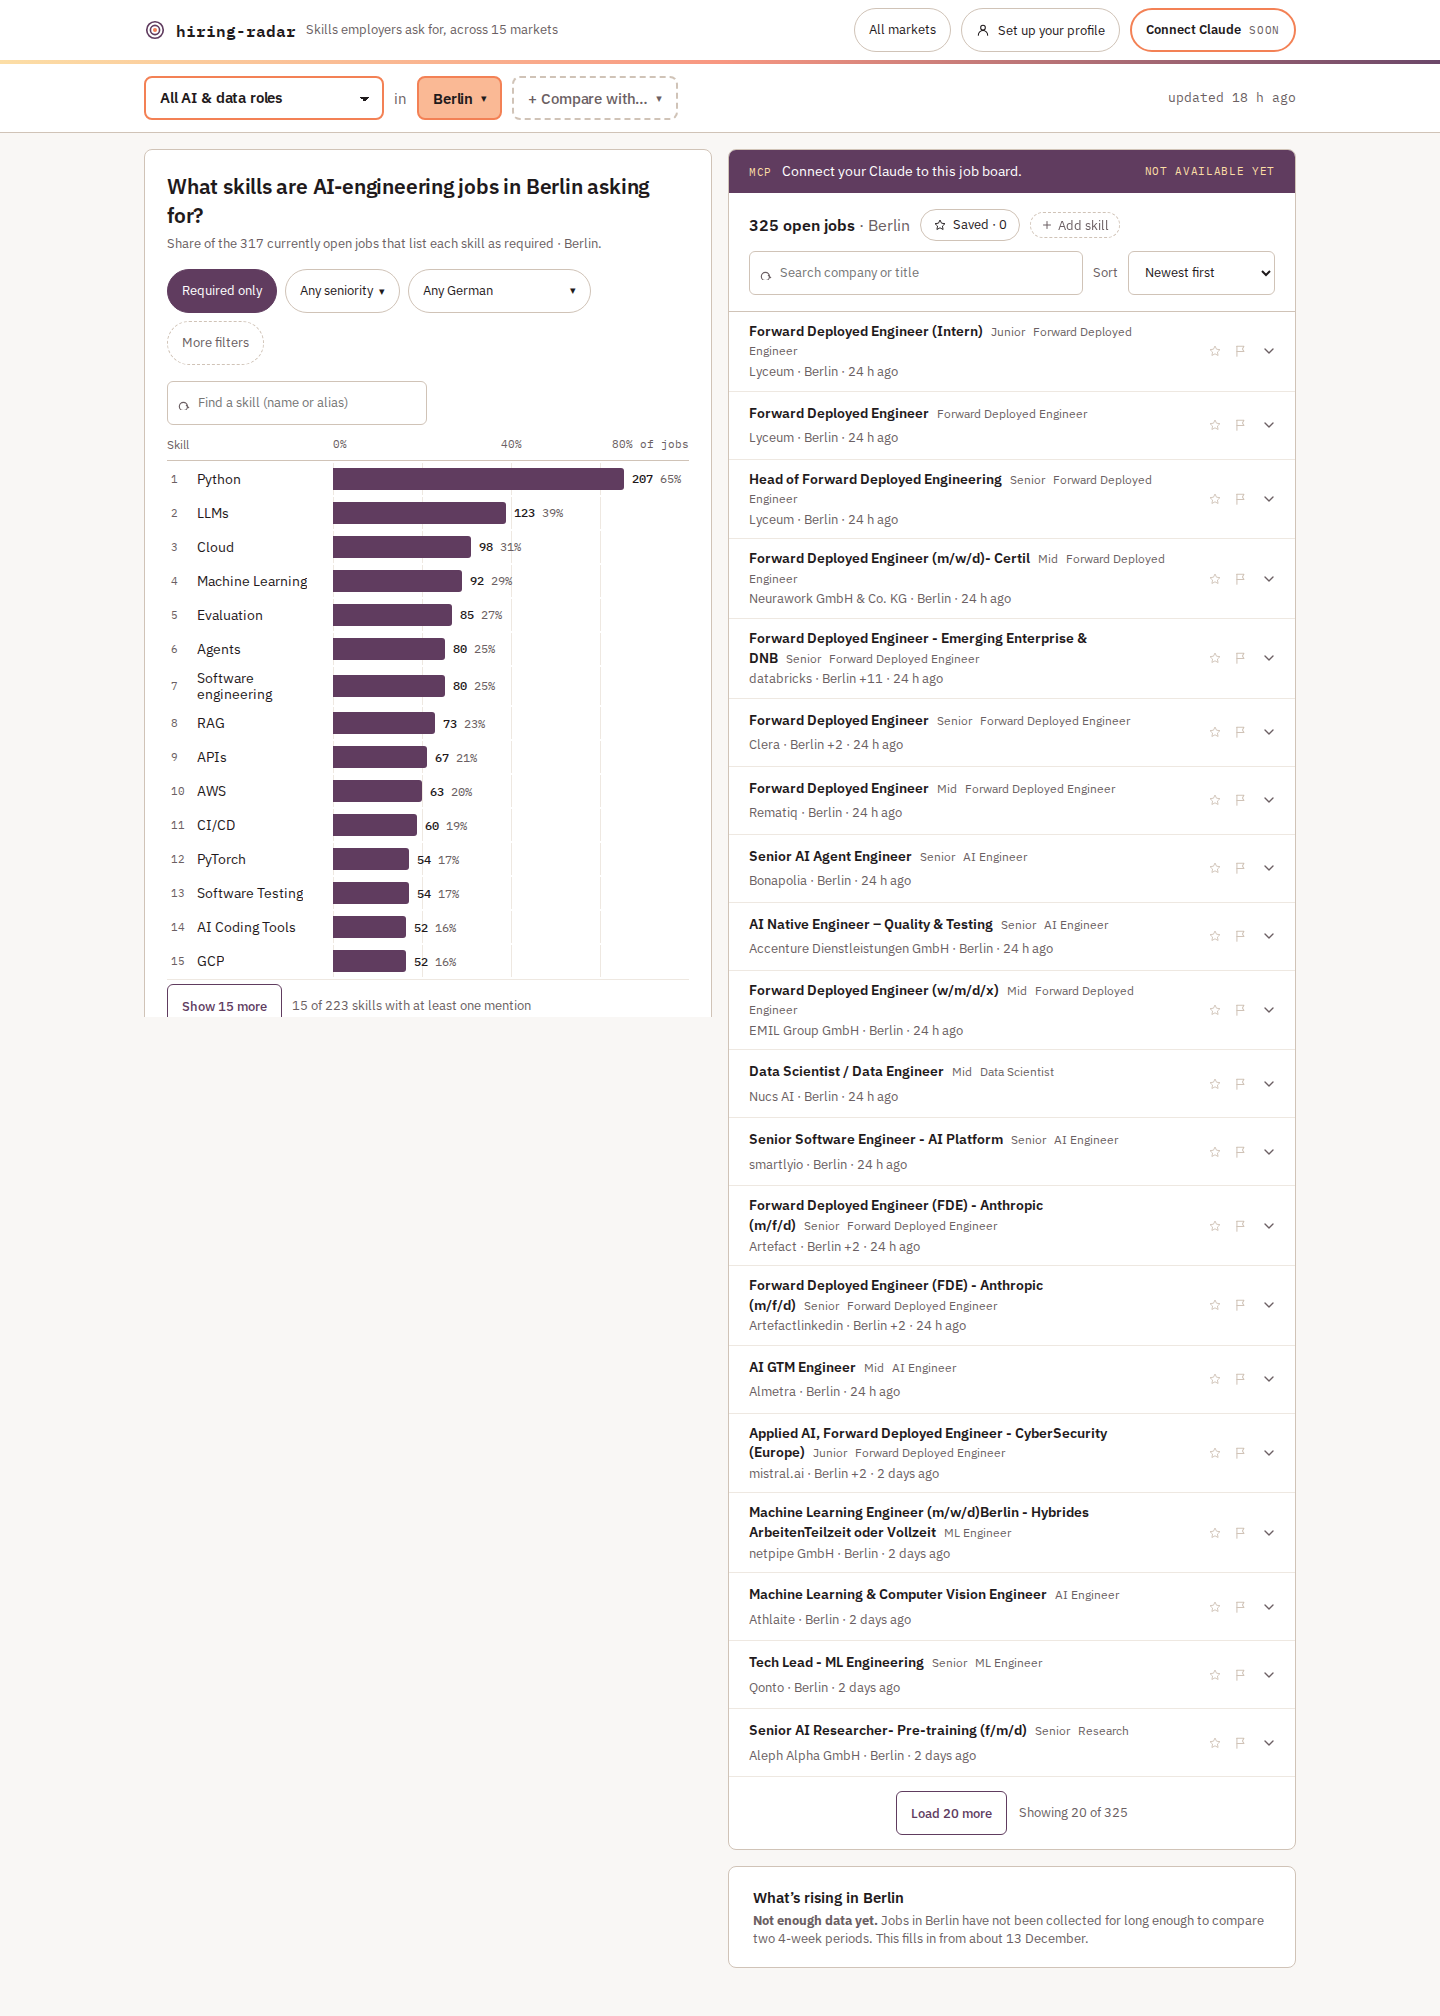 hiring-radar Skills employers ask for, across 15 markets All markets Set up your profile Connect Claude SOON
All AI & data roles in Berlin ▾ + Compare with... ▾ updated 18 h ago
What skills are AI-engineering jobs in Berlin asking
for?
Share of the 317 currently open jobs that list each skill as required · Berlin.
Required only Any seniority ▾ Any German ▾
More filters
Find a skill (name or alias)
Skill 0% 40% 80% of jobs
1 Python 207 65%
2 LLMs 123 39%
3 Cloud 98 31%
4 Machine Learning 92 29%
5 Evaluation 85 27%
6 Agents 80 25%
7 Software
engineering 80 25%
8 RAG 73 23%
9 APIs 67 21%
10 AWS 63 20%
11 CI/CD 60 19%
12 PyTorch 54 17%
13 Software Testing 54 17%
14 AI Coding Tools 52 16%
15 GCP 52 16%
Show 15 more 15 of 223 skills with at least one mention
MCP Connect your Claude to this job board. NOT AVAILABLE YET
325 open jobs · Berlin Saved · 0 + Add skill
Search company or title Sort Newest first
Forward Deployed Engineer (Intern) Junior Forward Deployed
Engineer
Lyceum · Berlin · 24 h ago
Forward Deployed Engineer Forward Deployed Engineer
Lyceum · Berlin · 24 h ago
Head of Forward Deployed Engineering Senior Forward Deployed
Engineer
Lyceum · Berlin · 24 h ago
Forward Deployed Engineer (m/w/d)- Certil Mid Forward Deployed
Engineer
Neurawork GmbH & Co. KG · Berlin · 24 h ago
Forward Deployed Engineer - Emerging Enterprise &
DNB Senior Forward Deployed Engineer
databricks · Berlin +11 · 24 h ago
Forward Deployed Engineer Senior Forward Deployed Engineer
Clera · Berlin +2 · 24 h ago
Forward Deployed Engineer Mid Forward Deployed Engineer
Rematiq · Berlin · 24 h ago
Senior AI Agent Engineer Senior AI Engineer
Bonapolia · Berlin · 24 h ago
AI Native Engineer – Quality & Testing Senior AI Engineer
Accenture Dienstleistungen GmbH · Berlin · 24 h ago
Forward Deployed Engineer (w/m/d/x) Mid Forward Deployed
Engineer
EMIL Group GmbH · Berlin · 24 h ago
Data Scientist / Data Engineer Mid Data Scientist
Nucs AI · Berlin · 24 h ago
Senior Software Engineer - AI Platform Senior AI Engineer
smartlyio · Berlin · 24 h ago
Forward Deployed Engineer (FDE) - Anthropic
(m/f/d) Senior Forward Deployed Engineer
Artefact · Berlin +2 · 24 h ago
Forward Deployed Engineer (FDE) - Anthropic
(m/f/d) Senior Forward Deployed Engineer
Artefactlinkedin · Berlin +2 · 24 h ago
AI GTM Engineer Mid AI Engineer
Almetra · Berlin · 24 h ago
Applied AI, Forward Deployed Engineer - CyberSecurity
(Europe) Junior Forward Deployed Engineer
mistral.ai · Berlin +2 · 2 days ago
Machine Learning Engineer (m/w/d)Berlin - Hybrides
ArbeitenTeilzeit oder Vollzeit ML Engineer
netpipe GmbH · Berlin · 2 days ago
Machine Learning & Computer Vision Engineer AI Engineer
Athlaite · Berlin · 2 days ago
Tech Lead - ML Engineering Senior ML Engineer
Qonto · Berlin · 2 days ago
Senior AI Researcher- Pre-training (f/m/d) Senior Research
Aleph Alpha GmbH · Berlin · 2 days ago
Load 20 more Showing 20 of 325
What’s rising in Berlin
Not enough data yet. Jobs in Berlin have not been collected for long enough to compare
two 4-week periods. This fills in from about 13 December.